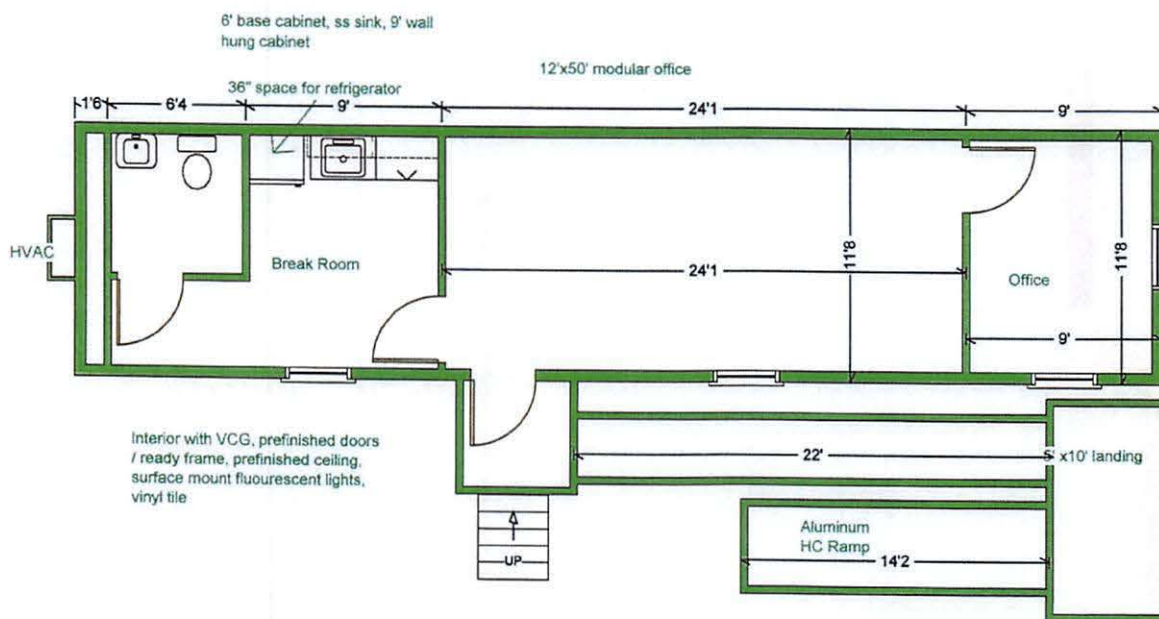 6' base cabinet, ss sink, 9' wall
hung cabinet
12'x50' modular office
36" space for refrigerator
1'6
6'4
9'
24'1
9'
HVAC
Break Room
24'1
11'8
Office
11'8
9'
Interior with VCG, prefinished doors
/ ready frame, prefinished ceiling,
surface mount fluourescent lights,
vinyl tile
22'
5' x10' landing
UP
Aluminum
HC Ramp
14'2